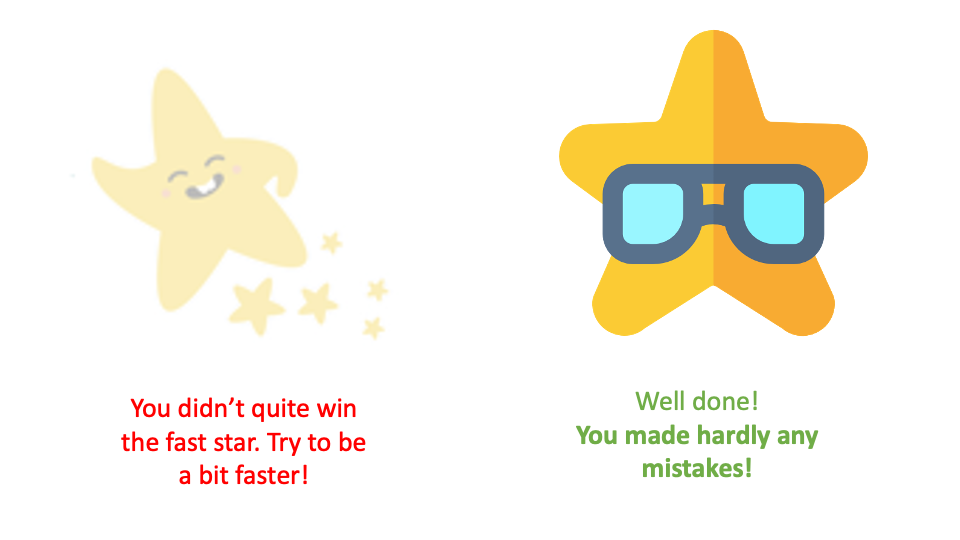 You didn’t quite win
the fast star. Try to be
a bit faster!
Well done!
You made hardly any
mistakes!